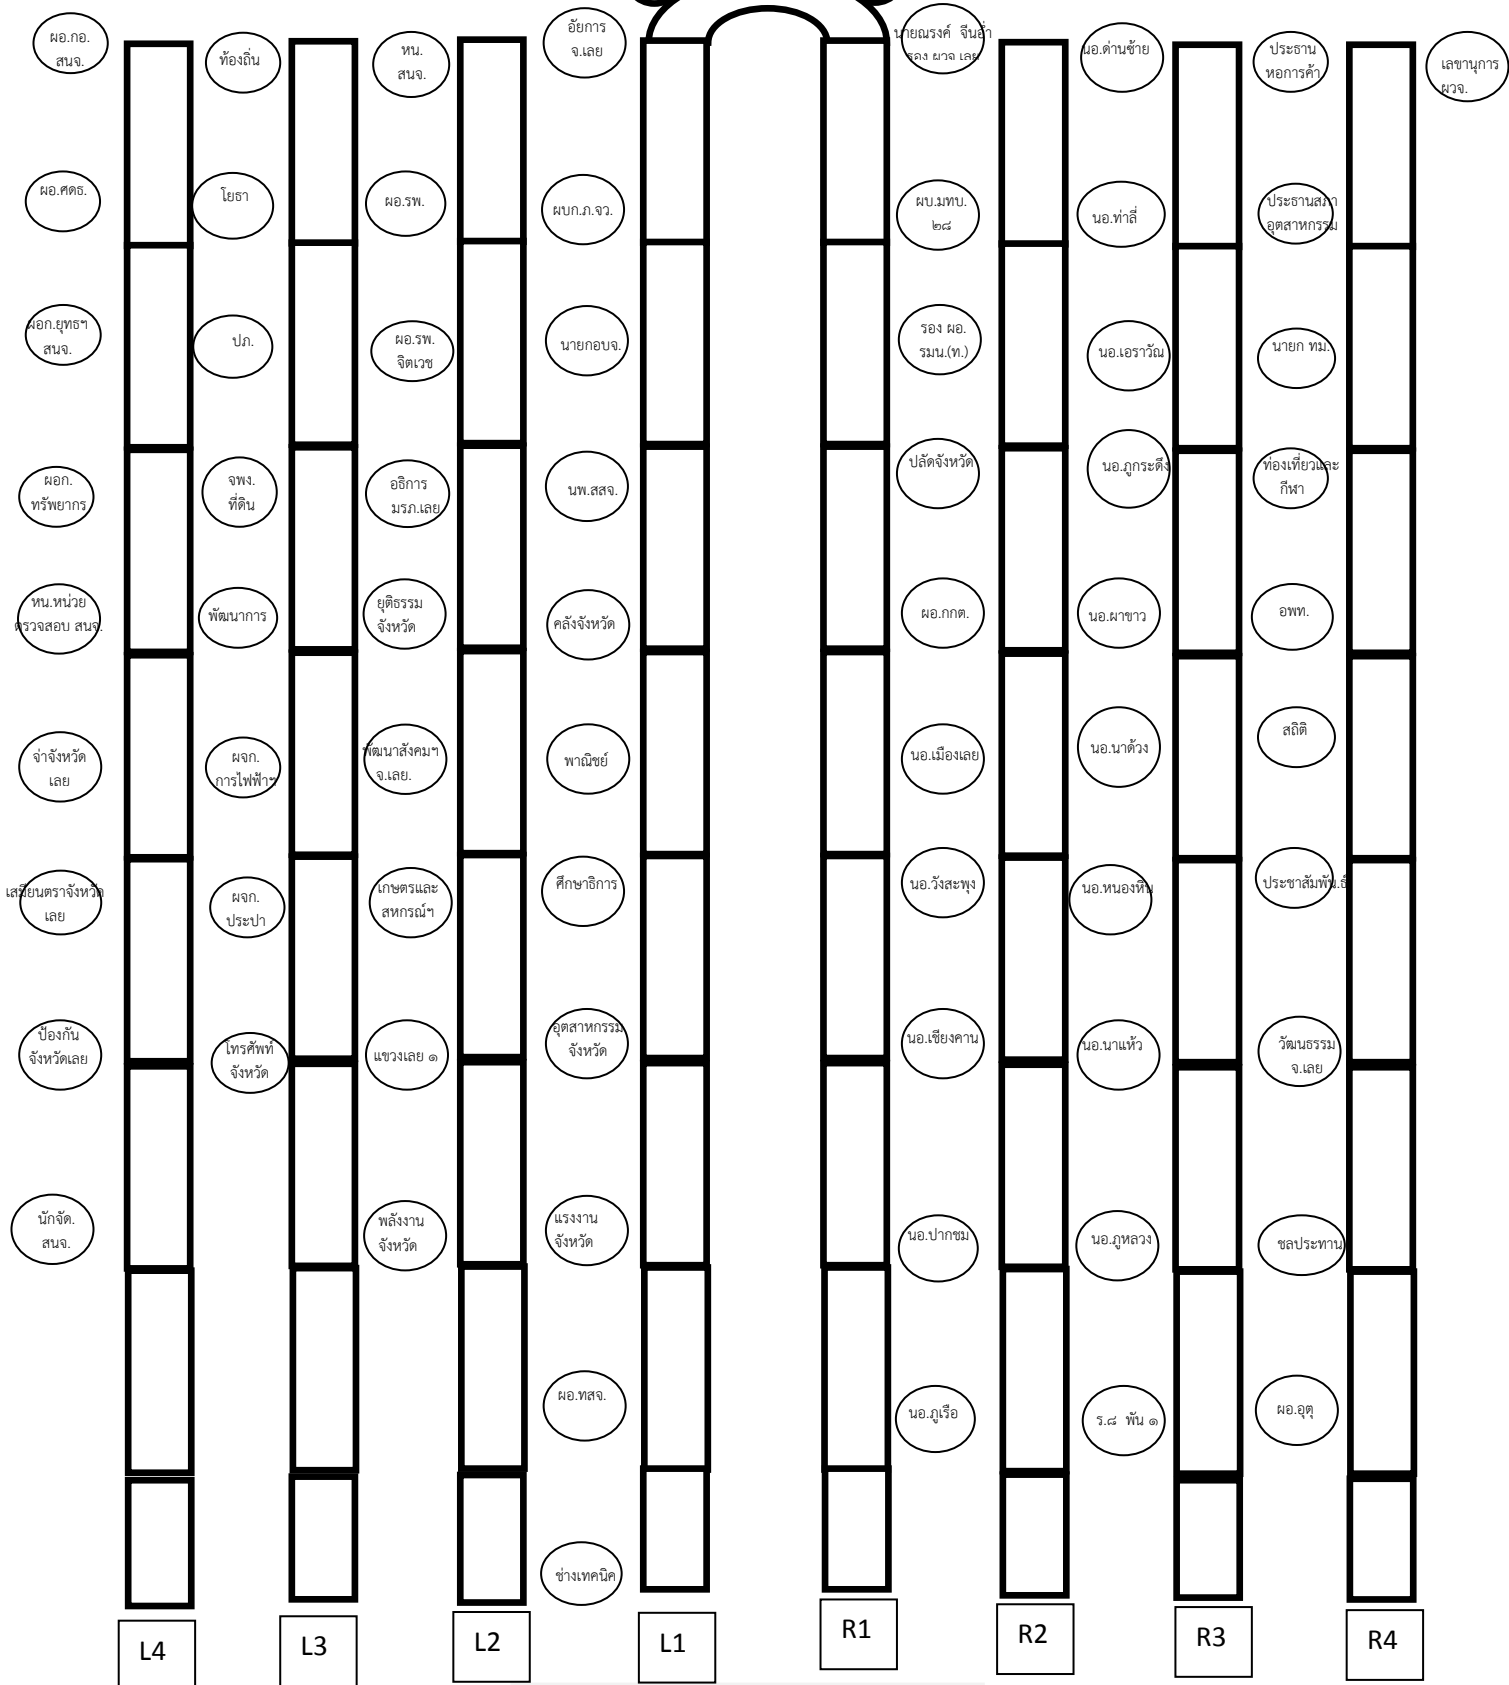 ผอ.กอ.
สนจ.
ท้องถิ่น
หน.
สนจ.
อัยการ
จ.เลย
นายณรงค์ จีนอ่ำ
รอง ผวจ เลย
นอ.ด่านซ้าย
ประธาน
หอการค้า
เลขานุการ
ผวจ.
ผอ.ศดธ.
โยธา
ผอ.รพ.
ผบก.ภ.จว.
ผบ.มทบ.
๒๘
นอ.ท่าลี่
ประธานสภา
อุตสาหกรรม
ผอก.ยุทธฯ
สนจ.
ปภ.
ผอ.รพ.
จิตเวช
นายกอบจ.
รอง ผอ.
รมน.(ท.)
นอ.เอราวัณ
นายก ทม.
ผอก.
ทรัพยากร
จพง.
ที่ดิน
อธิการ
มรภ.เลย
นพ.สสจ.
ปลัดจังหวัด
นอ.ภูกระดึง
ท่องเที่ยวและ
กีฬา
หน.หน่วย
ตรวจสอบ สนจ.
พัฒนาการ
ยุติธรรม
จังหวัด
คลังจังหวัด
ผอ.กกต.
นอ.ผาขาว
อพท.
จ่าจังหวัด
เลย
ผจก.
การไฟฟ้าฯ
พัฒนาสังคมฯ
จ.เลย.
พาณิชย์
นอ.เมืองเลย
นอ.นาด้วง
สถิติ
เสมียนตราจังหวัด
เลย
ผจก.
ประปา
เกษตรและ
สหกรณ์ฯ
ศึกษาธิการ
นอ.วังสะพุง
นอ.หนองหิน
ประชาสัมพัน.ธ์
ป้องกัน
จังหวัดเลย
โทรศัพท์
จังหวัด
แขวงเลย ๑
อุตสาหกรรม
จังหวัด
นอ.เชียงคาน
นอ.นาแห้ว
วัฒนธรรม
จ.เลย
นักจัด.
สนจ.
พลังงาน
จังหวัด
แรงงาน
จังหวัด
นอ.ปากชม
นอ.ภูหลวง
ชลประทาน
ผอ.ทสจ.
นอ.ภูเรือ
ร.๘ พัน ๑
ผอ.อุตุ
ช่างเทคนิค
L4
L3
L2
L1
R1
R2
R3
R4